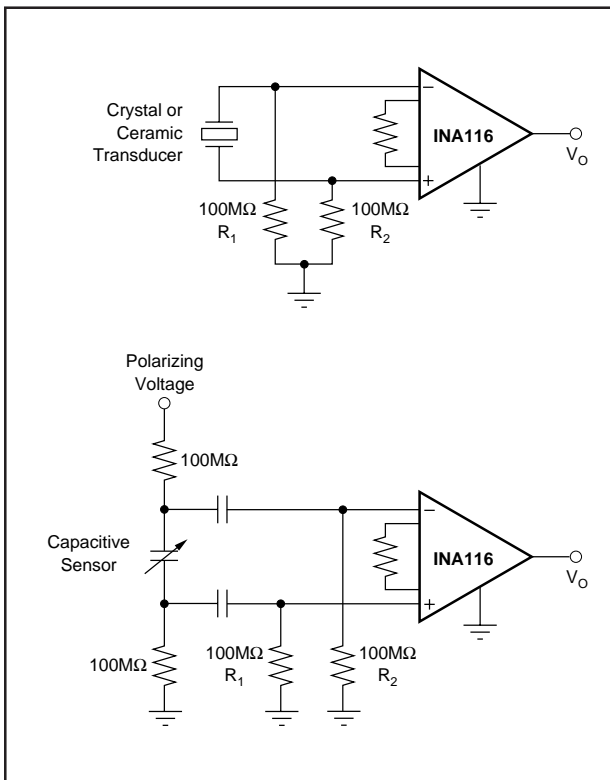 Crystal or
Ceramic
Transducer
−
INA116
+
V_O
100MΩ
R_1
100MΩ
R_2
Polarizing
Voltage
100MΩ
Capacitive
Sensor
−
INA116
+
V_O
100MΩ
100MΩ
R_1
100MΩ
R_2